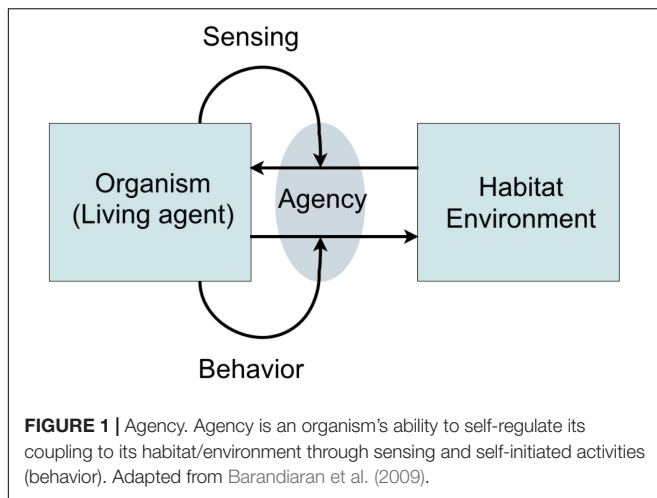 Sensing
Organism
(Living agent)
Agency
Habitat
Environment
Behavior
FIGURE 1 | Agency. Agency is an organism’s ability to self-regulate its
coupling to its habitat/environment through sensing and self-initiated activities
(behavior). Adapted from Barandiaran et al. (2009).